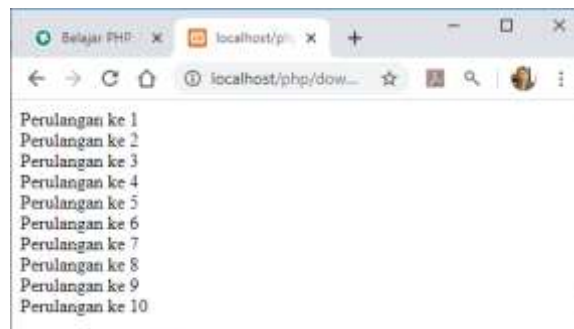 Belajar PHP
localhost/ph
localhost/php/dow...
Perulangan ke 1
Perulangan ke 2
Perulangan ke 3
Perulangan ke 4
Perulangan ke 5
Perulangan ke 6
Perulangan ke 7
Perulangan ke 8
Perulangan ke 9
Perulangan ke 10